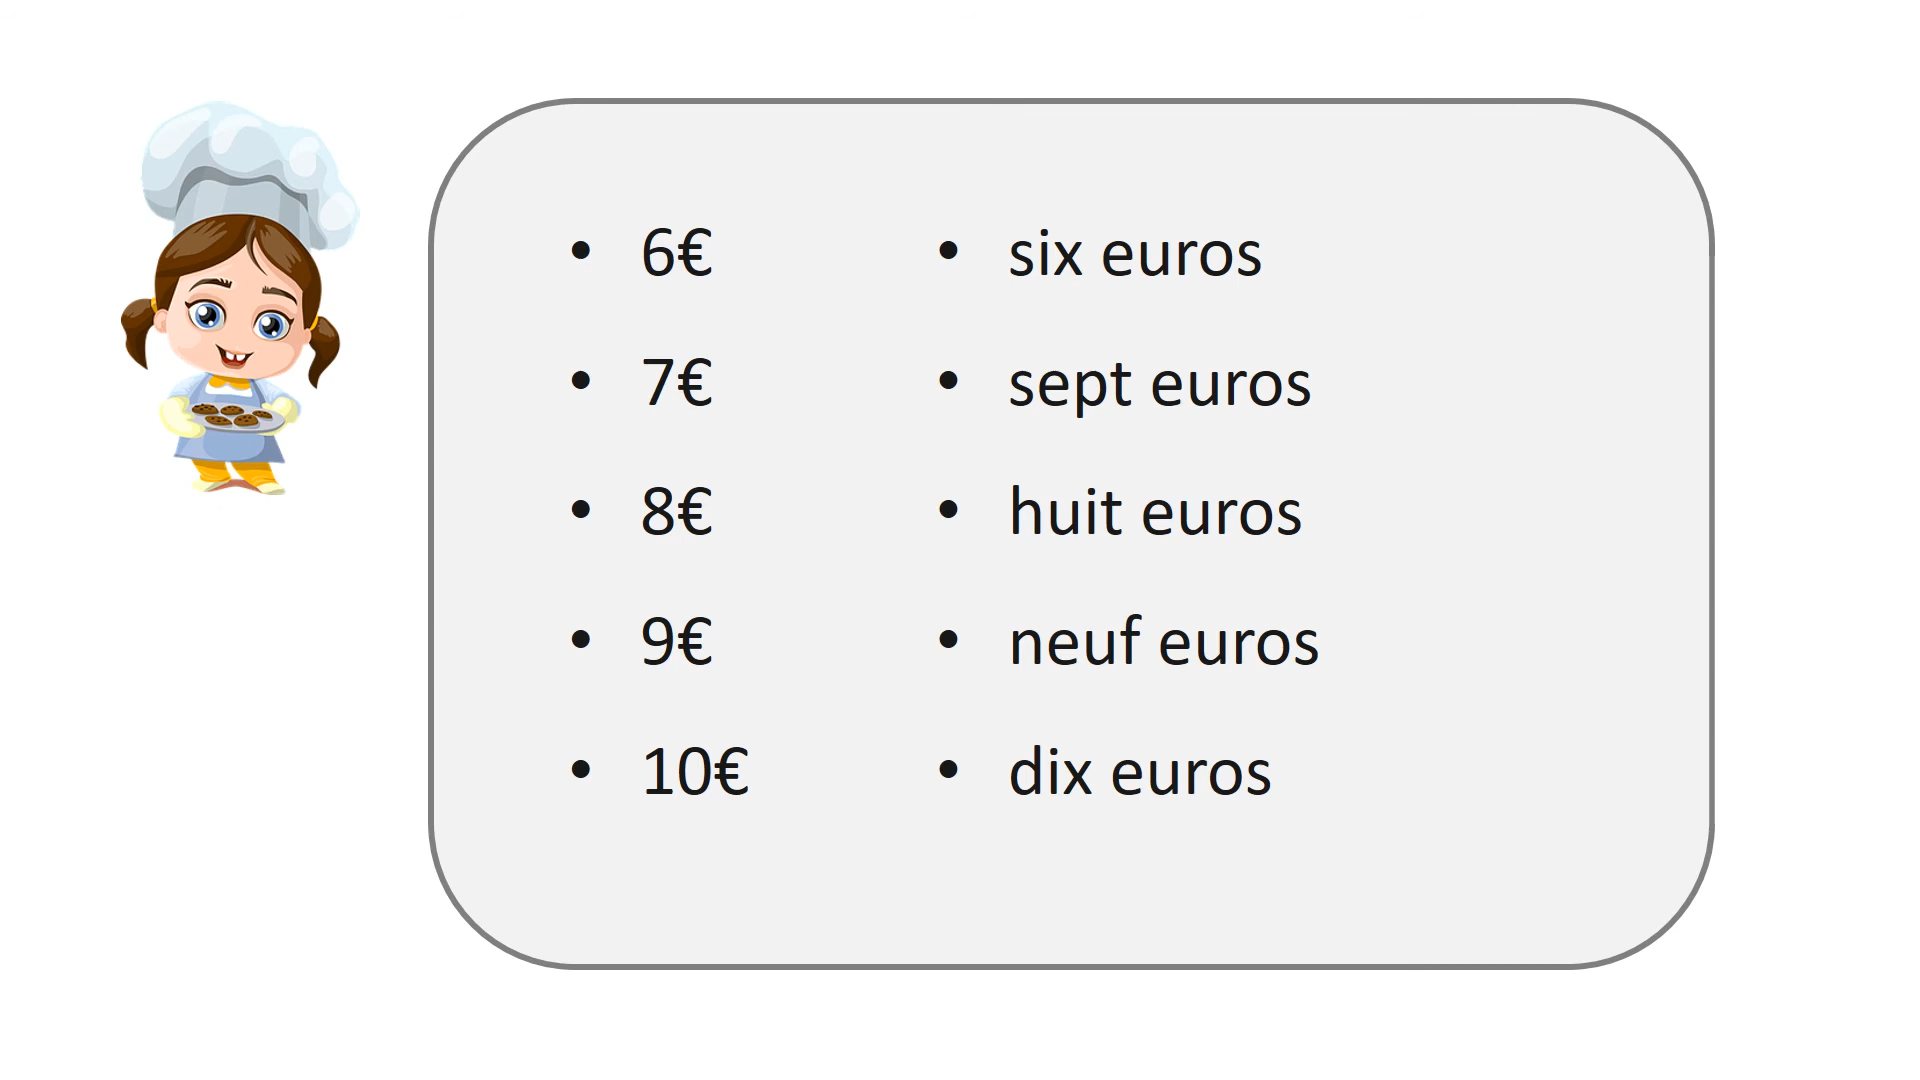 • 6€ • six euros
• 7€ • sept euros
• 8€ • huit euros
• 9€ • neuf euros
• 10€ • dix euros